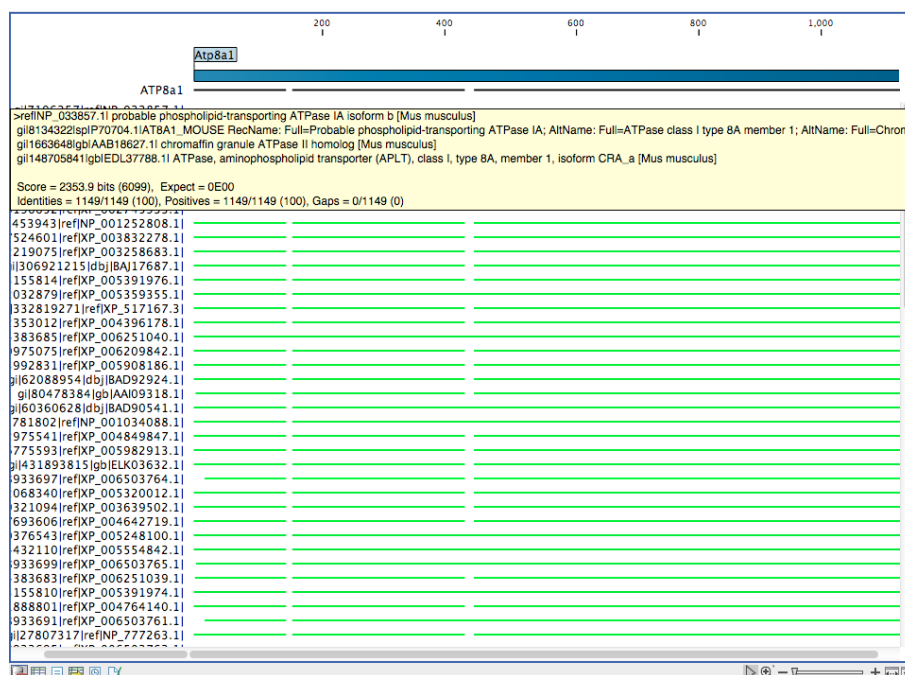 200 400 600 800 1,000
Atp8a1
ATP8a1
>ref|NP_033857.1| probable phospholipid-transporting ATPase IA isoform b [Mus musculus]
gi|8134322|sp|P70704.1|AT8A1_MOUSE RecName: Full=Probable phospholipid-transporting ATPase IA; AltName: Full=ATPase class I type 8A member 1; AltName: Full=Chrom
gi|1663648|gb|AAB18627.1| chromaffin granule ATPase II homolog [Mus musculus]
gi|148705841|gb|EDL37788.1| ATPase, aminophospholipid transporter (APLT), class I, type 8A, member 1, isoform CRA_a [Mus musculus]
Score = 2353.9 bits (6099), Expect = 0E00
Identities = 1149/1149 (100), Positives = 1149/1149 (100), Gaps = 0/1149 (0)
453943|ref|NP_001252808.1|
7524601|ref|XP_003832278.1|
219075|ref|XP_003258683.1|
gi|306921215|dbj|BAJ17687.1|
155814|ref|XP_005391976.1|
2032879|ref|XP_005359355.1|
|332819271|ref|XP_517167.3|
353012|ref|XP_004396178.1|
383685|ref|XP_006251040.1|
0975075|ref|XP_006209842.1|
992831|ref|XP_005908186.1|
gi|62088954|dbj|BAD92924.1|
gi|80478384|gb|AAI09318.1|
gi|60360628|dbj|BAD90541.1|
781802|ref|NP_001034088.1|
975541|ref|XP_004849847.1|
775593|ref|XP_005982913.1|
gi|431893815|gb|ELK03632.1|
933697|ref|XP_006503764.1|
068340|ref|XP_005320012.1|
321094|ref|XP_003639502.1|
7693606|ref|XP_004642719.1|
0376543|ref|XP_005248100.1|
432110|ref|XP_005554842.1|
933699|ref|XP_006503765.1|
383683|ref|XP_006251039.1|
155810|ref|XP_005391974.1|
888801|ref|XP_004764140.1|
933691|ref|XP_006503761.1|
gi|27807317|ref|NP_777263.1|